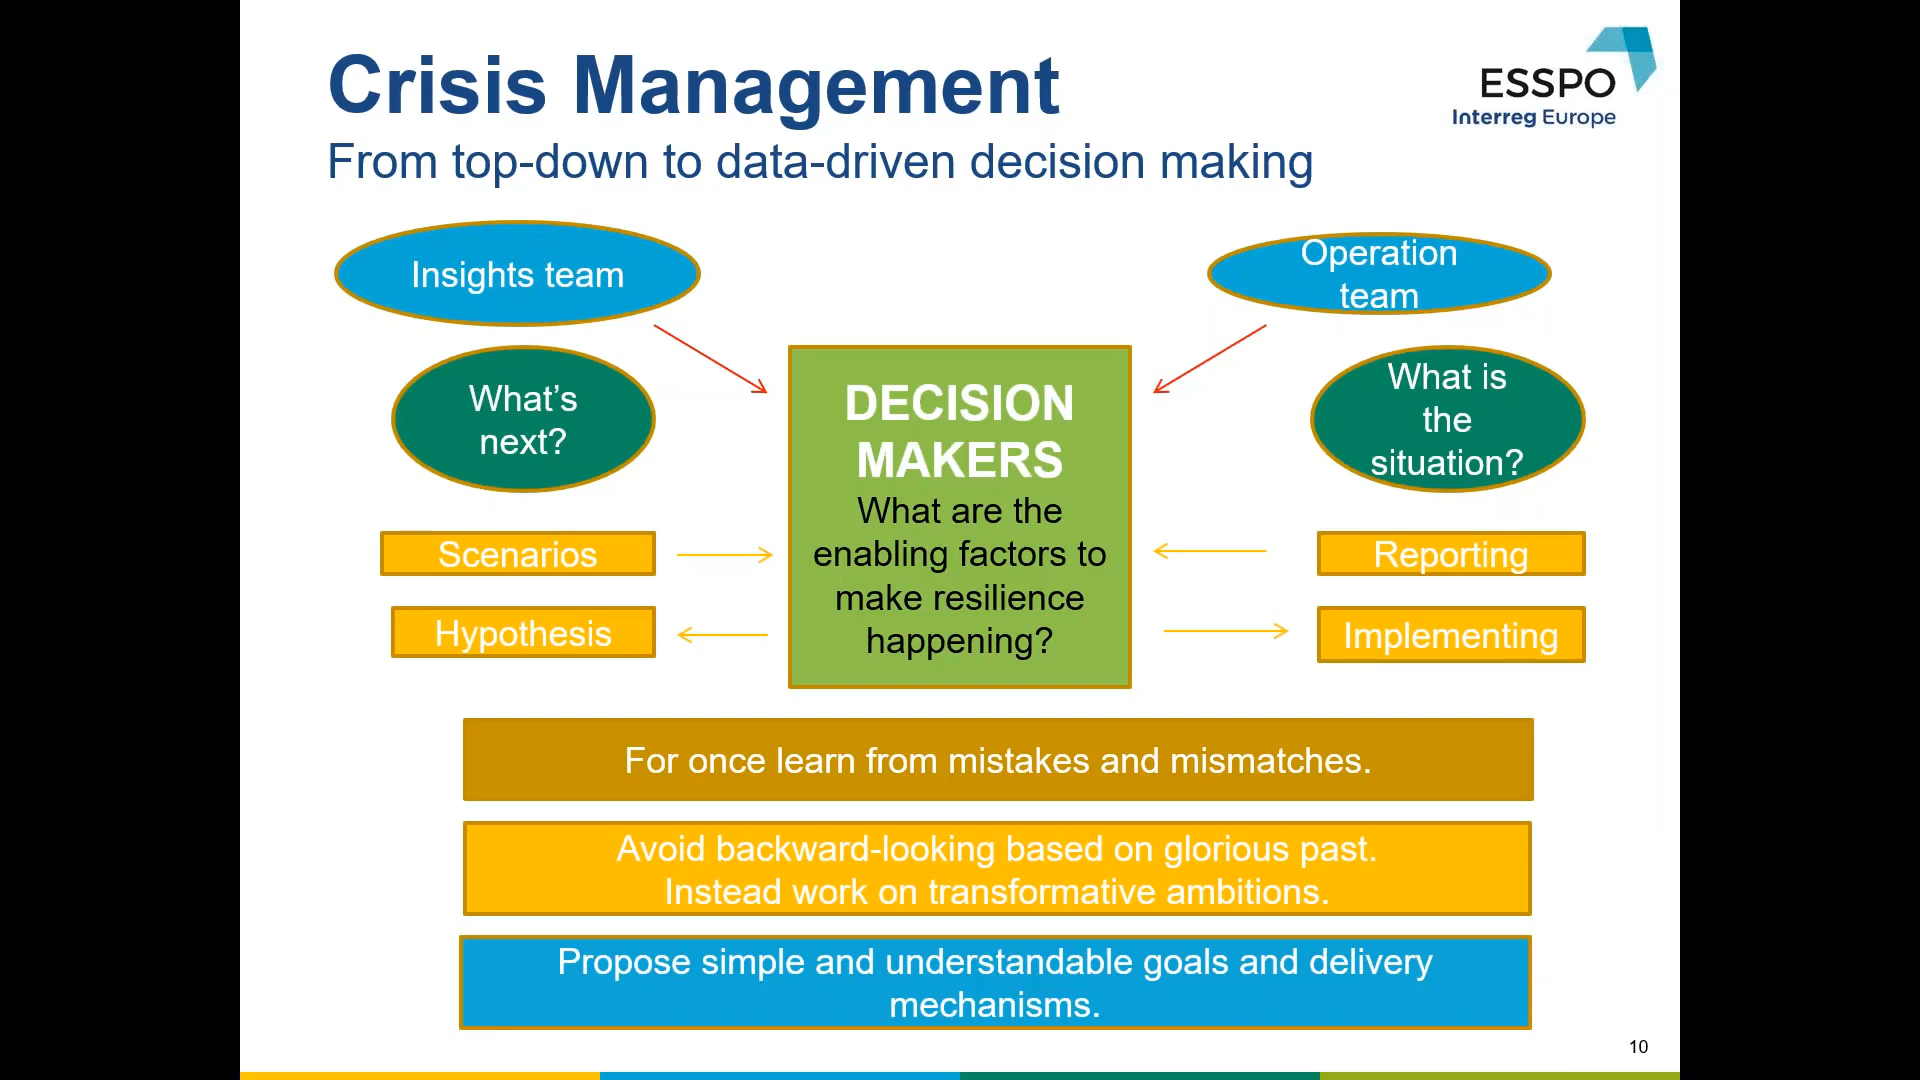 Crisis Management
From top-down to data-driven decision making
ESSPO
Interreg Europe
Insights team
Operation
team
What's
next?
DECISION
MAKERS
What are the
enabling factors to
make resilience
happening?
What is
the
situation?
Scenarios
Reporting
Hypothesis
Implementing
For once learn from mistakes and mismatches.
Avoid backward-looking based on glorious past.
Instead work on transformative ambitions.
Propose simple and understandable goals and delivery
mechanisms.
10